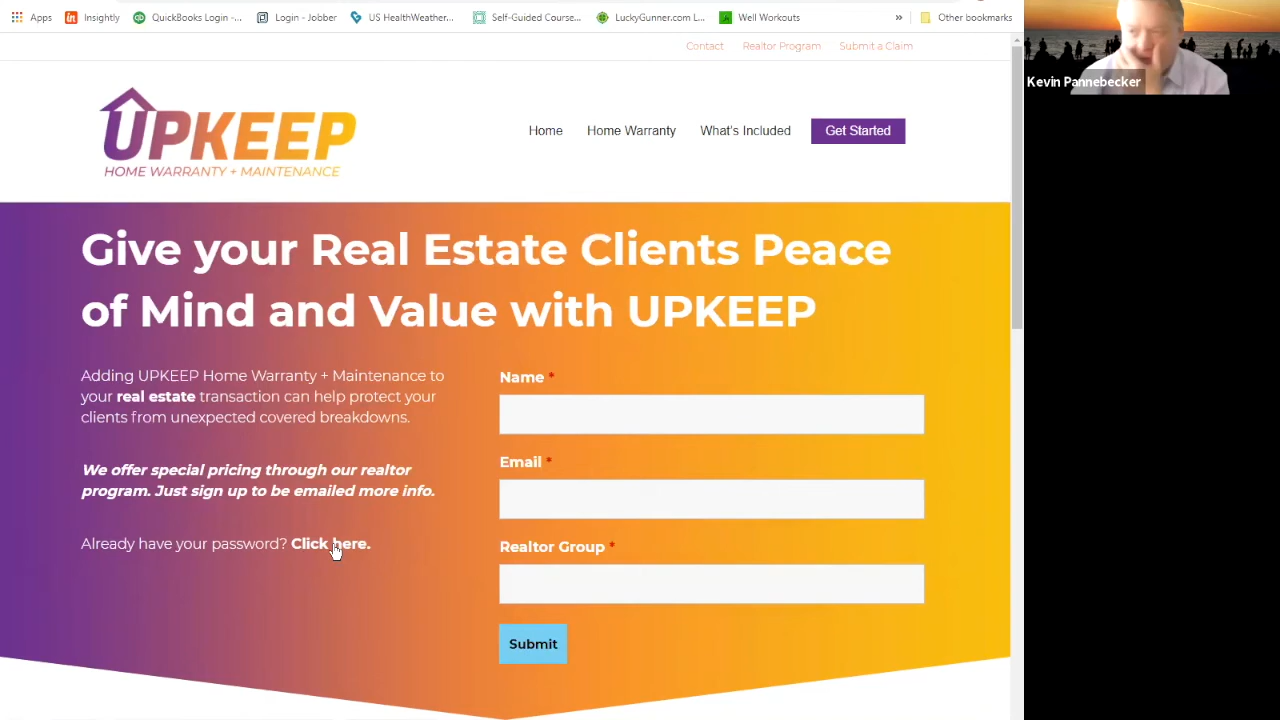 Apps
Insightly
QuickBooks Login -...
Login - Jobber
US HealthWeather...
Self-Guided Course...
LuckyGunner.com L...
Well Workouts
»
Other bookmarks
Contact
Realtor Program
Submit a Claim
UPKEEP
HOME WARRANTY + MAINTENANCE
Home
Home Warranty
What's Included
Get Started
Give your Real Estate Clients Peace
of Mind and Value with UPKEEP
Adding UPKEEP Home Warranty + Maintenance to
your real estate transaction can help protect your
clients from unexpected covered breakdowns.
We offer special pricing through our realtor
program. Just sign up to be emailed more info.
Already have your password? Click here.
Name *
Email *
Realtor Group *
Submit
Kevin Pannebecker